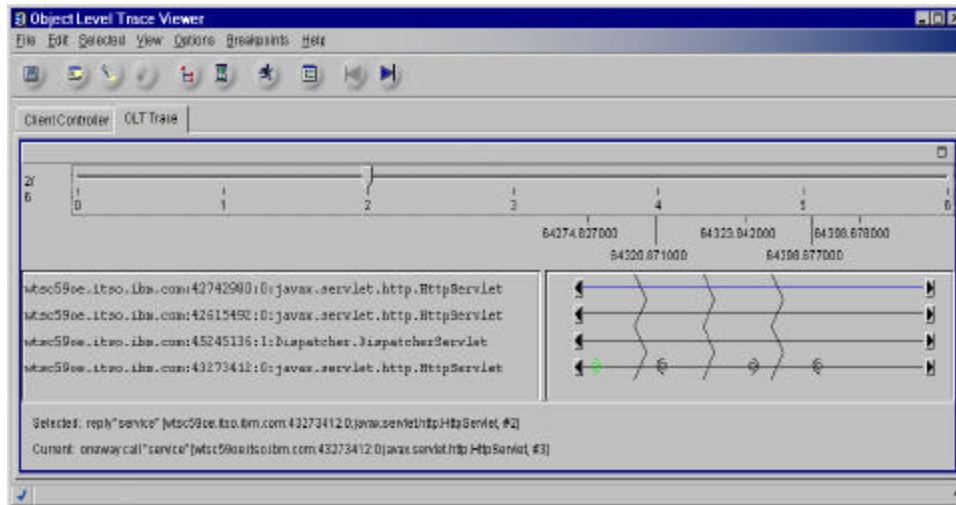 Object Level Trace Viewer
File Edit Selected View Options Breakpoints Help
Client Controller OLT Trace
2/
6
0 1 2 3 4 5 6
64274.827000 64323.942000 64398.678000
64320.871000 64398.677000
wtsc59oe.itso.ibm.com:42742980:0:javax.servlet.http.HttpServlet
wtsc59oe.itso.ibm.com:42615492:0:javax.servlet.http.HttpServlet
wtsc59oe.itso.ibm.com:45245136:1:Dispatcher.DispatcherServlet
wtsc59oe.itso.ibm.com:43273412:0:javax.servlet.http.HttpServlet
Selected: reply"service" [wtsc59oe.itso.ibm.com:43273412:0:javax.servlet.http.HttpServlet, #2]
Current: oneway call"service"[wtsc59oe.itso.ibm.com:43273412:0:javax.servlet.http.HttpServlet, #3]